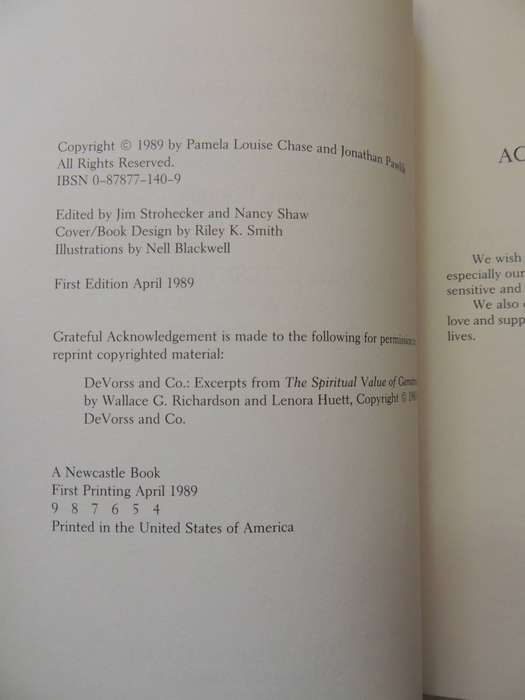 Copyright © 1989 by Pamela Louise Chase and Jonathan
All Rights Reserved.
IBSN 0-87877-140-9
Edited by Jim Strohecker and Nancy Shaw
Cover/Book Design by Riley K. Smith
Illustrations by Nell Blackwell
First Edition April 1989
Grateful Acknowledgement is made to the following for permission
reprint copyrighted material:
DeVorss and Co.: Excerpts from The Spiritual Value of
by Wallace G. Richardson and Lenora Huett, Copyright ©
DeVorss and Co.
A Newcastle Book
First Printing April 1989
9 8 7 6 5 4
Printed in the United States of America
We wish
especially our
sensitive and
We also
love and
lives.